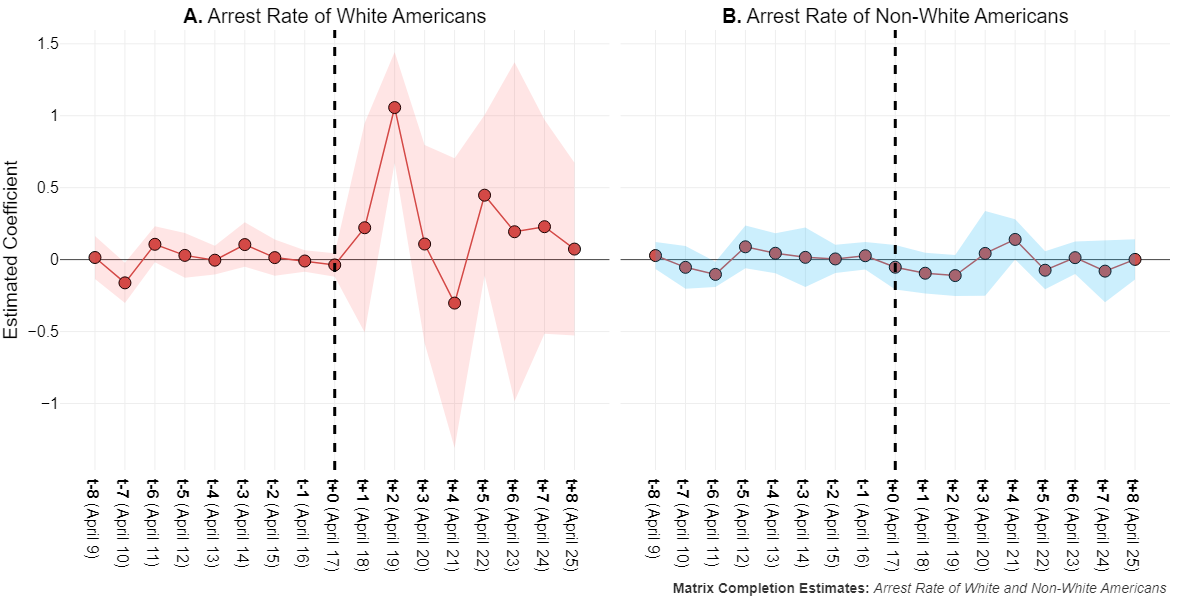 A. Arrest Rate of White Americans
B. Arrest Rate of Non-White Americans
Estimated Coefficient
1.5
1
0.5
0
−0.5
−1
t-8 (April 9)
t-7 (April 10)
t-6 (April 11)
t-5 (April 12)
t-4 (April 13)
t-3 (April 14)
t-2 (April 15)
t-1 (April 16)
t+0 (April 17)
t+1 (April 18)
t+2 (April 19)
t+3 (April 20)
t+4 (April 21)
t+5 (April 22)
t+6 (April 23)
t+7 (April 24)
t+8 (April 25)
t-8 (April 9)
t-7 (April 10)
t-6 (April 11)
t-5 (April 12)
t-4 (April 13)
t-3 (April 14)
t-2 (April 15)
t-1 (April 16)
t+0 (April 17)
t+1 (April 18)
t+2 (April 19)
t+3 (April 20)
t+4 (April 21)
t+5 (April 22)
t+6 (April 23)
t+7 (April 24)
t+8 (April 25)
Matrix Completion Estimates: Arrest Rate of White and Non-White Americans